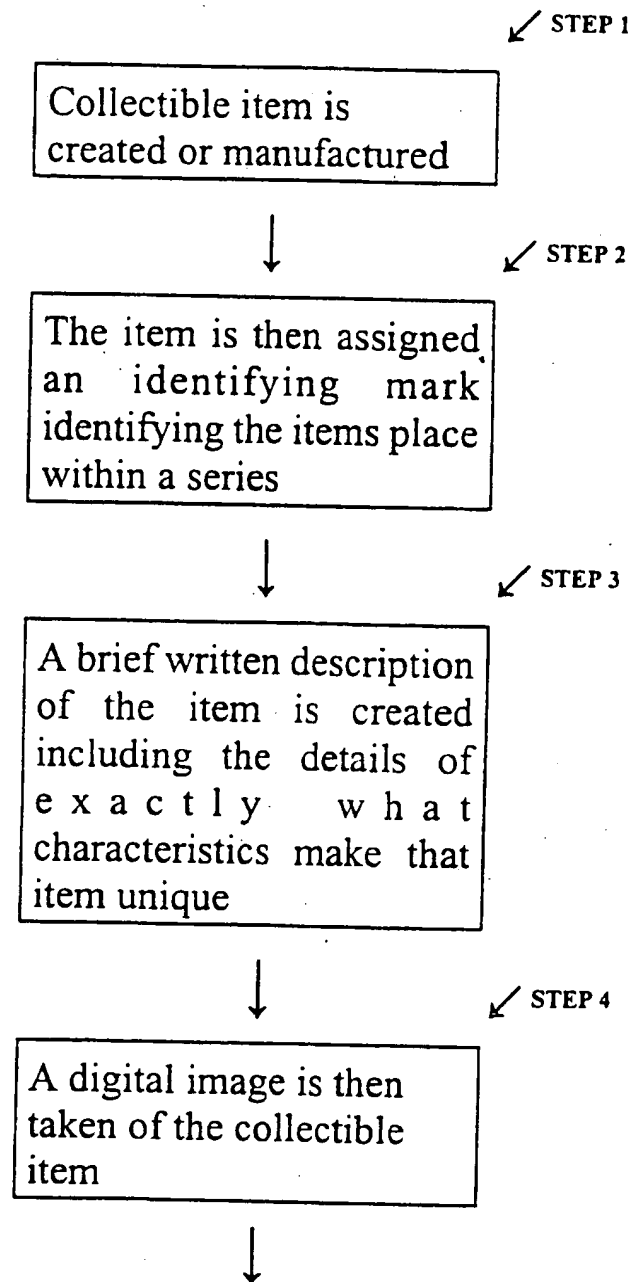 STEP 1
Collectible item is
created or manufactured
STEP 2
The item is then assigned
an identifying mark
identifying the items place
within a series
STEP 3
A brief written description
of the item is created
including the details of
exactly what
characteristics make that
item unique
STEP 4
A digital image is then
taken of the collectible
item